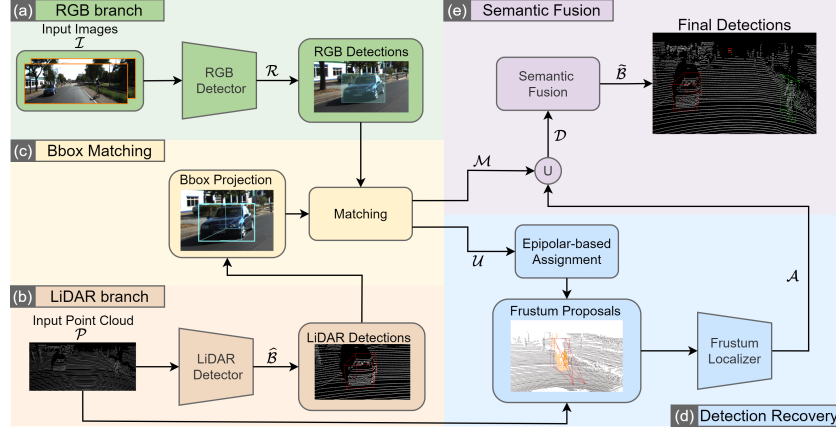 (a) RGB branch
Input Images
ℐ
RGB
Detector
ℛ
RGB Detections
(e) Semantic Fusion
Semantic
Fusion
ℬ̃
Final Detections
𝒟
(c) Bbox Matching
Bbox Projection
Matching
ℳ
U
𝒰
Epipolar-based
Assignment
𝒜
(b) LiDAR branch
Input Point Cloud
𝒫
LiDAR
Detector
ℬ̂
LiDAR Detections
Frustum Proposals
Frustum
Localizer
(d) Detection Recovery